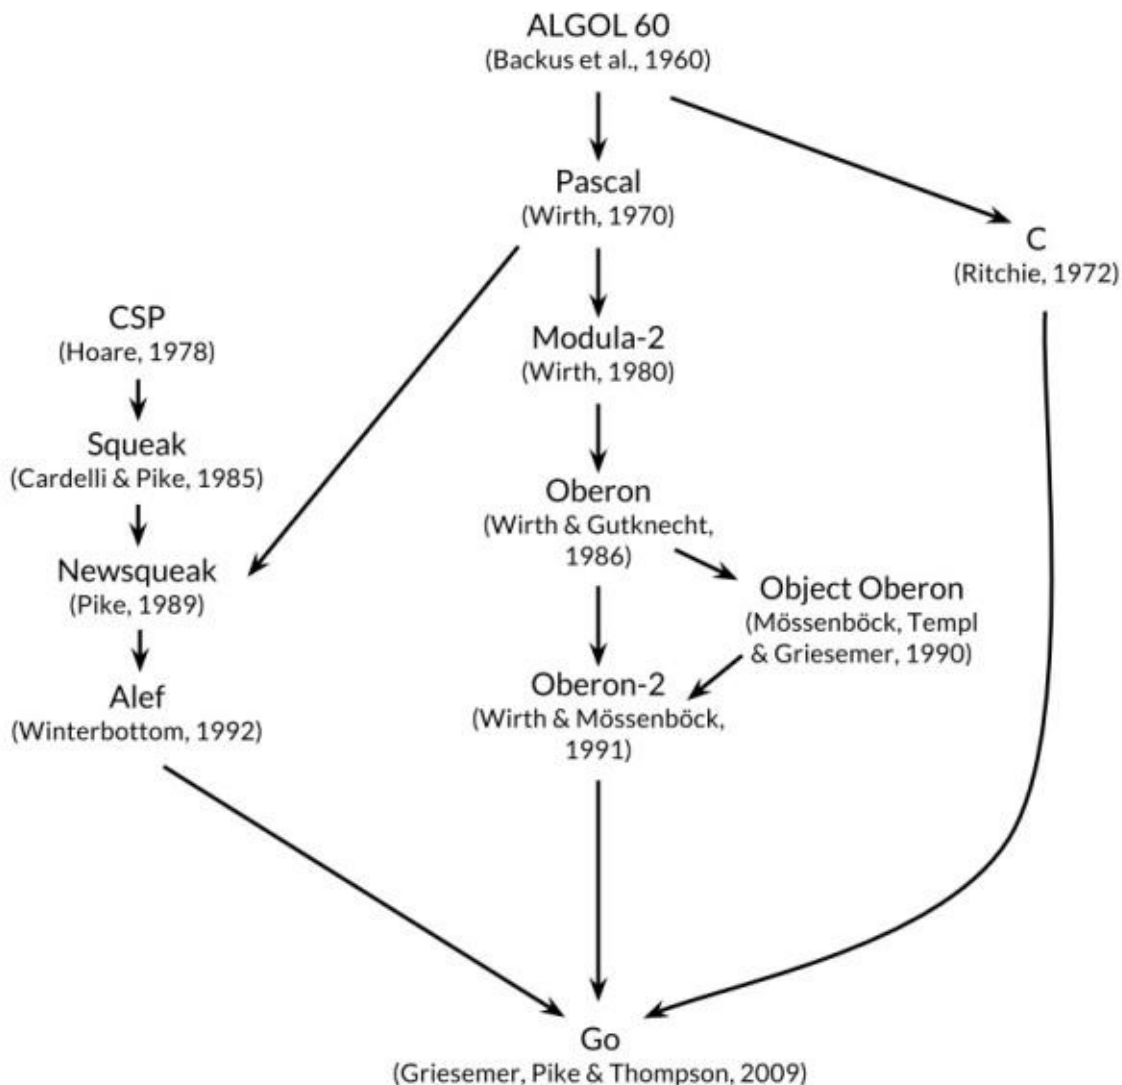 ALGOL 60
(Backus et al., 1960)
Pascal
(Wirth, 1970)
C
(Ritchie, 1972)
CSP
(Hoare, 1978)
Modula-2
(Wirth, 1980)
Squeak
(Cardelli & Pike, 1985)
Oberon
(Wirth & Gutknecht,
1986)
Newsqueak
(Pike, 1989)
Object Oberon
(Mössenböck, Templ
& Griesemer, 1990)
Oberon-2
(Wirth & Mössenböck,
1991)
Alef
(Winterbottom, 1992)
Go
(Griesemer, Pike & Thompson, 2009)